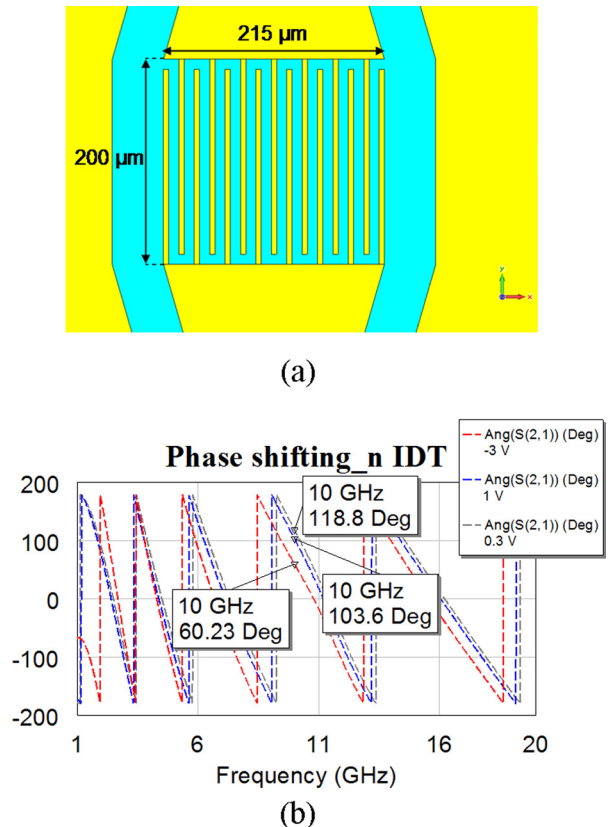 215 µm
200 µm
y
x
(a)
Phase shifting_n IDT
Ang(S(2,1)) (Deg)
-3 V
Ang(S(2,1)) (Deg)
1 V
Ang(S(2,1)) (Deg)
0.3 V
200
100
0
-100
-200
10 GHz
118.8 Deg
10 GHz
60.23 Deg
10 GHz
103.6 Deg
1
6
11
16
20
Frequency (GHz)
(b)